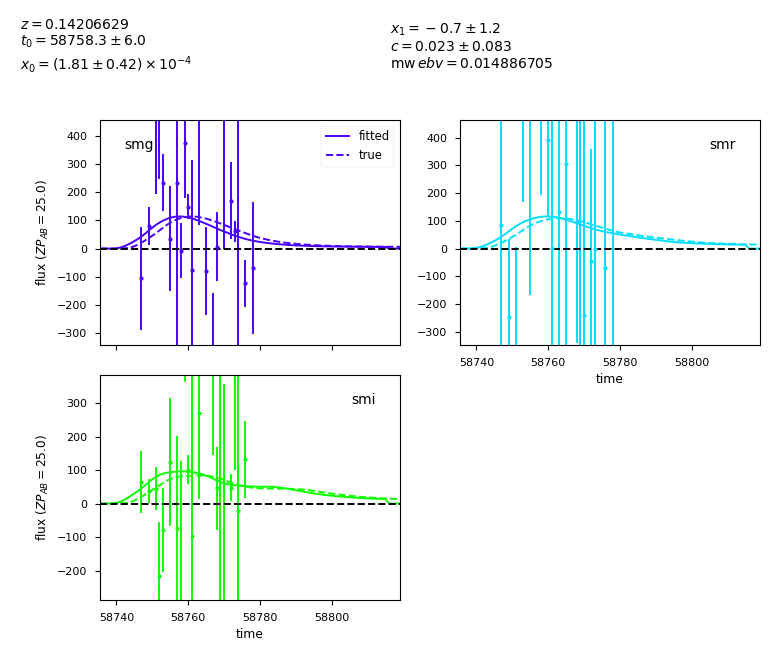 z = 0.14206629
t₀ = 58758.3 ± 6.0
x₀ = (1.81 ± 0.42) × 10⁻⁴
x₁ = −0.7 ± 1.2
c = 0.023 ± 0.083
mw ebv = 0.014886705
smg
fitted
true
400
300
200
100
0
−100
−200
−300
flux (ZP_AB = 25.0)
smr
400
300
200
100
0
−100
−200
−300
58740 58760 58780 58800
time
smi
300
200
100
0
−100
−200
flux (ZP_AB = 25.0)
58740 58760 58780 58800
time